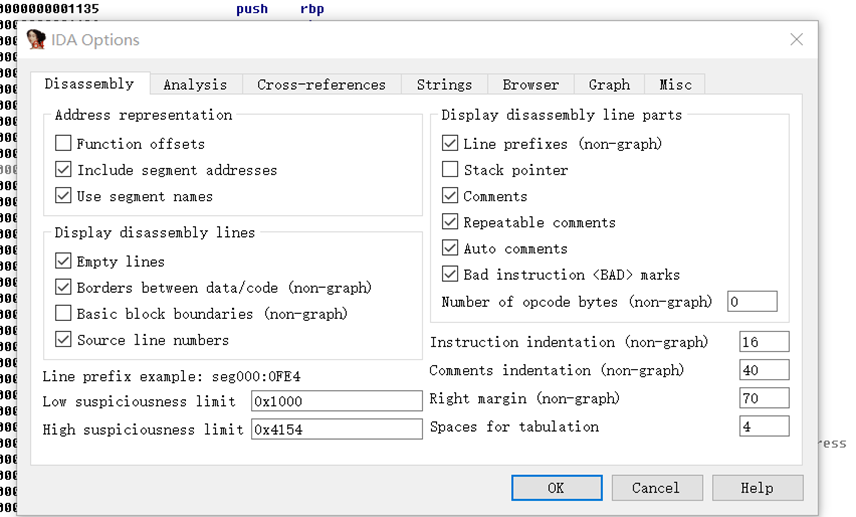 0000000001135 push rbp
IDA Options
Disassembly Analysis Cross-references Strings Browser Graph Misc
Address representation
Function offsets
Include segment addresses
Use segment names
Display disassembly lines
Empty lines
Borders between data/code (non-graph)
Basic block boundaries (non-graph)
Source line numbers
Line prefix example: seg000:0FE4
Low suspiciousness limit 0x1000
High suspiciousness limit 0x4154
Display disassembly line parts
Line prefixes (non-graph)
Stack pointer
Comments
Repeatable comments
Auto comments
Bad instruction <BAD> marks
Number of opcode bytes (non-graph) 0
Instruction indentation (non-graph) 16
Comments indentation (non-graph) 40
Right margin (non-graph) 70
Spaces for tabulation 4
ress
OK Cancel Help